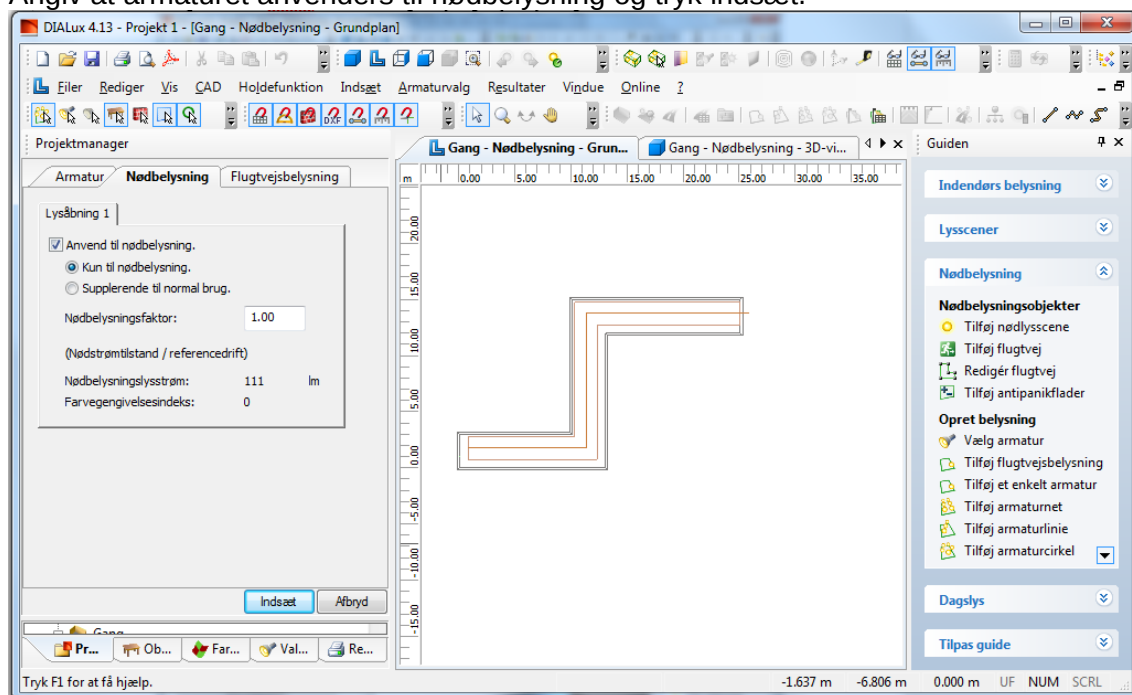 Angiv at armaturet anvenders til nødbelysning og tryk indsæt.
DIALux 4.13 - Projekt 1 - [Gang - Nødbelysning - Grundplan]
Filer Rediger Vis CAD Holdefunktion Indsæt Armaturvalg Resultater Vindue Online ?
DXF
Projektmanager
Armatur Nødbelysning Flugtvejsbelysning
Lysåbning 1
Anvend til nødbelysning.
Kun til nødbelysning.
Supplerende til normal brug.
Nødbelysningsfaktor: 1.00
(Nødstrømtilstand / referencedrift)
Nødbelysningslysstrøm: 111 lm
Farvegengivelsesindeks: 0
Indsæt Afbryd
Gang
Pr... Ob... Far... Val... Re...
Gang - Nødbelysning - Grun... Gang - Nødbelysning - 3D-vi...
m 0.00 5.00 10.00 15.00 20.00 25.00 30.00 35.00
20.00
15.00
10.00
5.00
0.00
-5.00
-10.00
-15.00
Guiden
Indendørs belysning
Lysscener
Nødbelysning
Nødbelysningsobjekter
Tilføj nødlysscene
Tilføj flugtvej
Redigér flugtvej
Tilføj antipanikflader
Opret belysning
Vælg armatur
Tilføj flugtvejsbelysning
Tilføj et enkelt armatur
Tilføj armaturnet
Tilføj armaturlinie
Tilføj armaturcirkel
Dagslys
Tilpas guide
Tryk F1 for at få hjælp. -1.637 m -6.806 m 0.000 m UF NUM SCRL